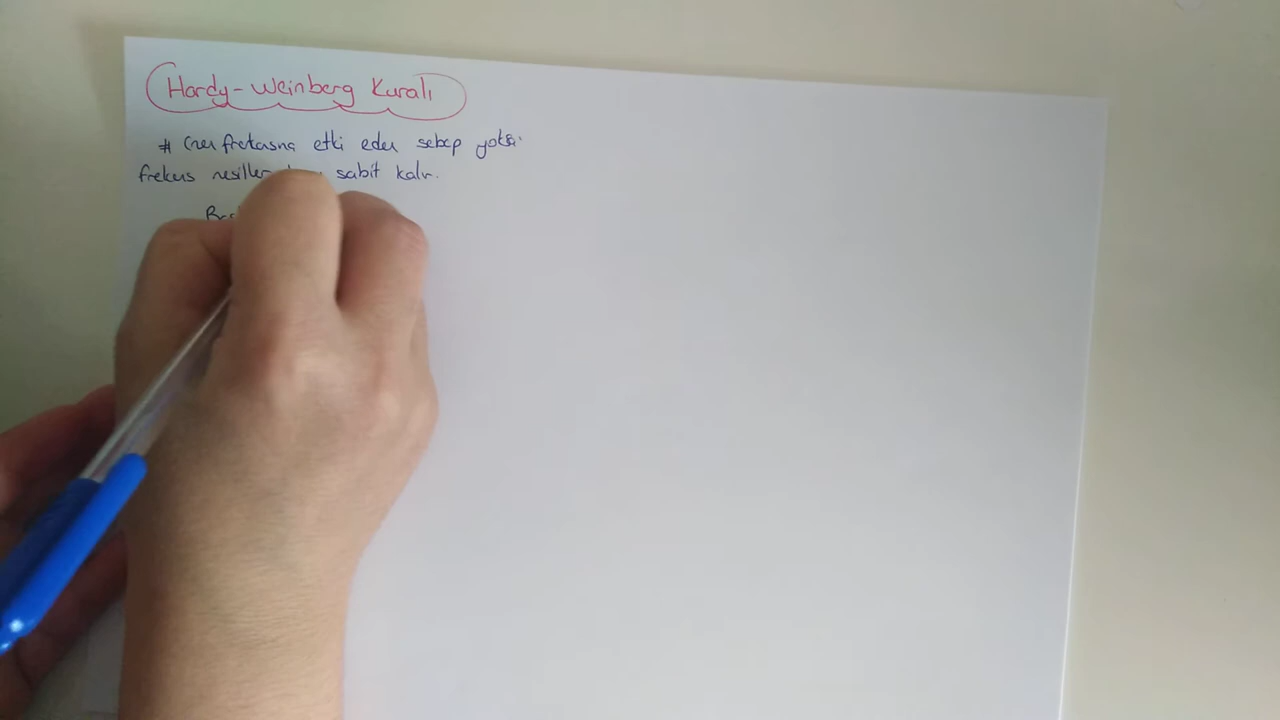 Hardy-Weinberg Kuralı
# Gen frekansına etki eden sebep yoksa
frekans nesiller sabit kalır.